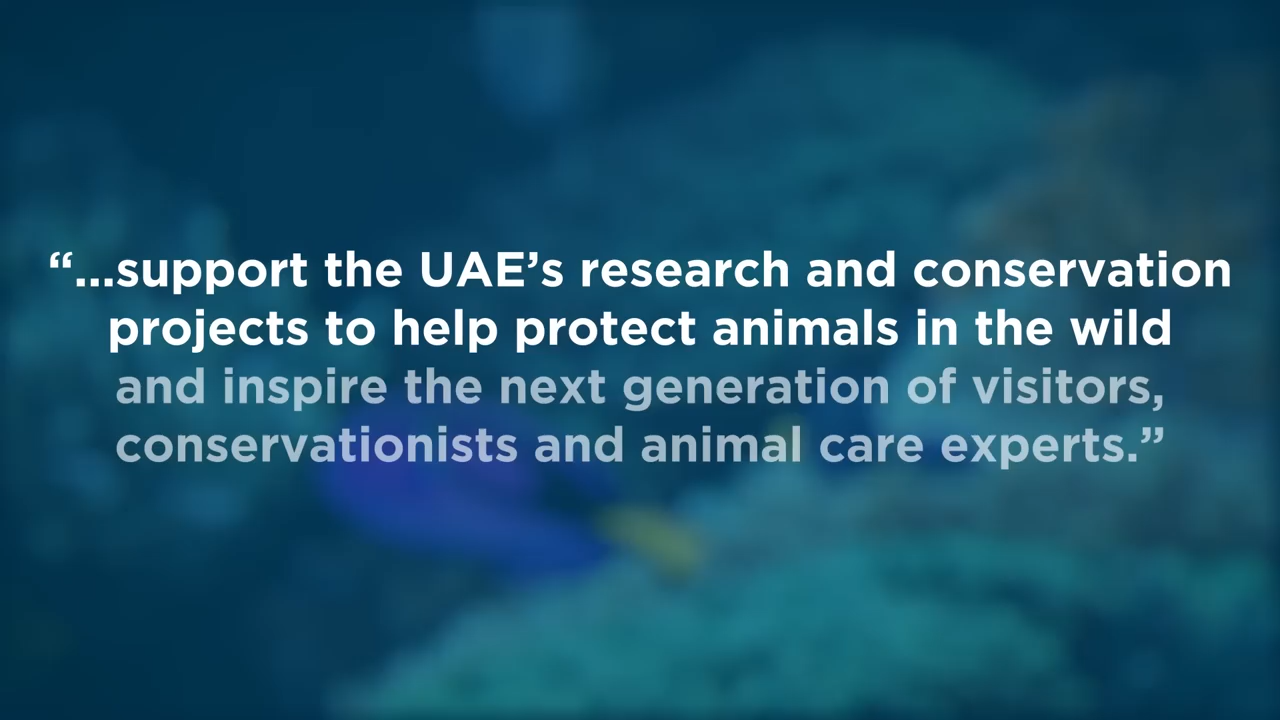 “...support the UAE’s research and conservation
projects to help protect animals in the wild
and inspire the next generation of visitors,
conservationists and animal care experts.”